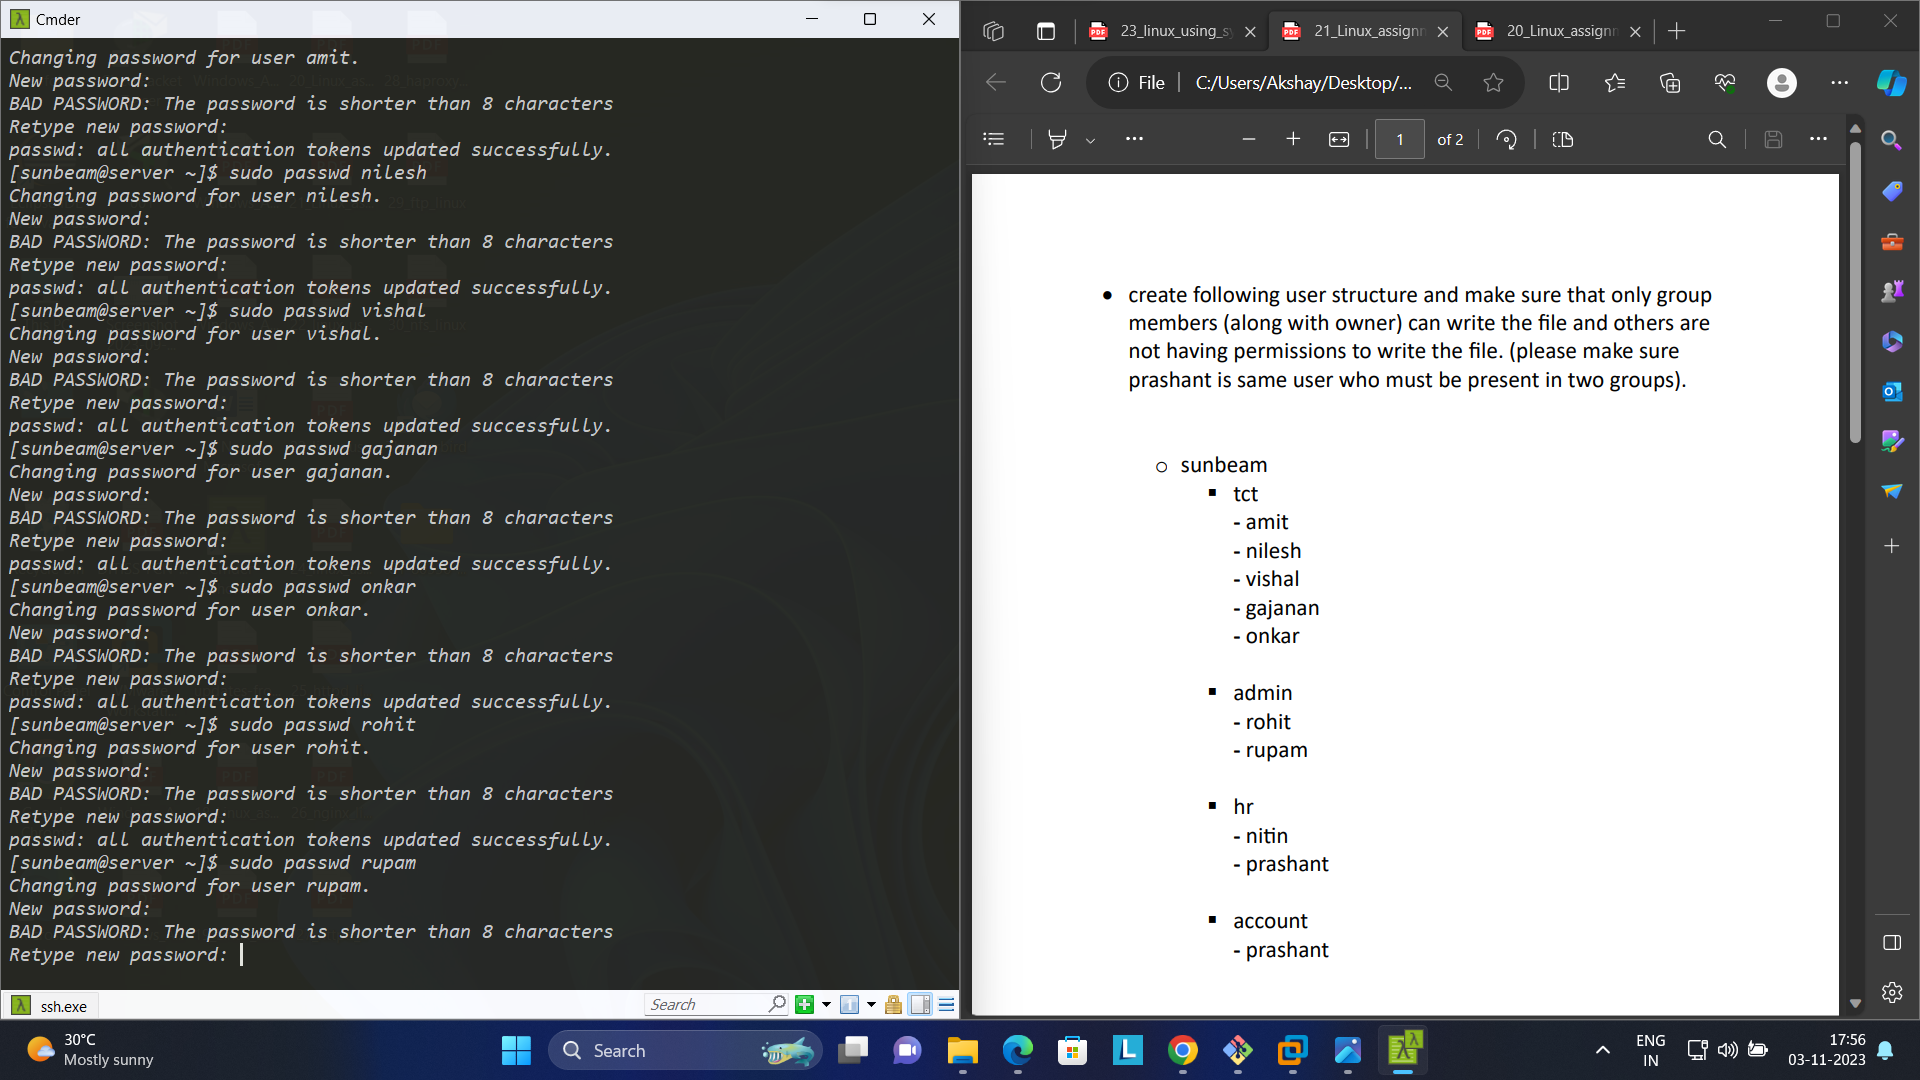 Cmder
Changing password for user amit.
New password:
BAD PASSWORD: The password is shorter than 8 characters
Retype new password:
passwd: all authentication tokens updated successfully.
[sunbeam@server ~]$ sudo passwd nilesh
Changing password for user nilesh.
New password:
BAD PASSWORD: The password is shorter than 8 characters
Retype new password:
passwd: all authentication tokens updated successfully.
[sunbeam@server ~]$ sudo passwd vishal
Changing password for user vishal.
New password:
BAD PASSWORD: The password is shorter than 8 characters
Retype new password:
passwd: all authentication tokens updated successfully.
[sunbeam@server ~]$ sudo passwd gajanan
Changing password for user gajanan.
New password:
BAD PASSWORD: The password is shorter than 8 characters
Retype new password:
passwd: all authentication tokens updated successfully.
[sunbeam@server ~]$ sudo passwd onkar
Changing password for user onkar.
New password:
BAD PASSWORD: The password is shorter than 8 characters
Retype new password:
passwd: all authentication tokens updated successfully.
[sunbeam@server ~]$ sudo passwd rohit
Changing password for user rohit.
New password:
BAD PASSWORD: The password is shorter than 8 characters
Retype new password:
passwd: all authentication tokens updated successfully.
[sunbeam@server ~]$ sudo passwd rupam
Changing password for user rupam.
New password:
BAD PASSWORD: The password is shorter than 8 characters
Retype new password:
ssh.exe
Search
23_linux_using_sy
21_Linux_assignm
20_Linux_assignm
File
C:/Users/Akshay/Desktop/...
1 of 2
• create following user structure and make sure that only group
members (along with owner) can write the file and others are
not having permissions to write the file. (please make sure
prashant is same user who must be present in two groups).
o sunbeam
▪ tct
- amit
- nilesh
- vishal
- gajanan
- onkar
▪ admin
- rohit
- rupam
▪ hr
- nitin
- prashant
▪ account
- prashant
30°C
Mostly sunny
Search
ENG
IN
17:56
03-11-2023